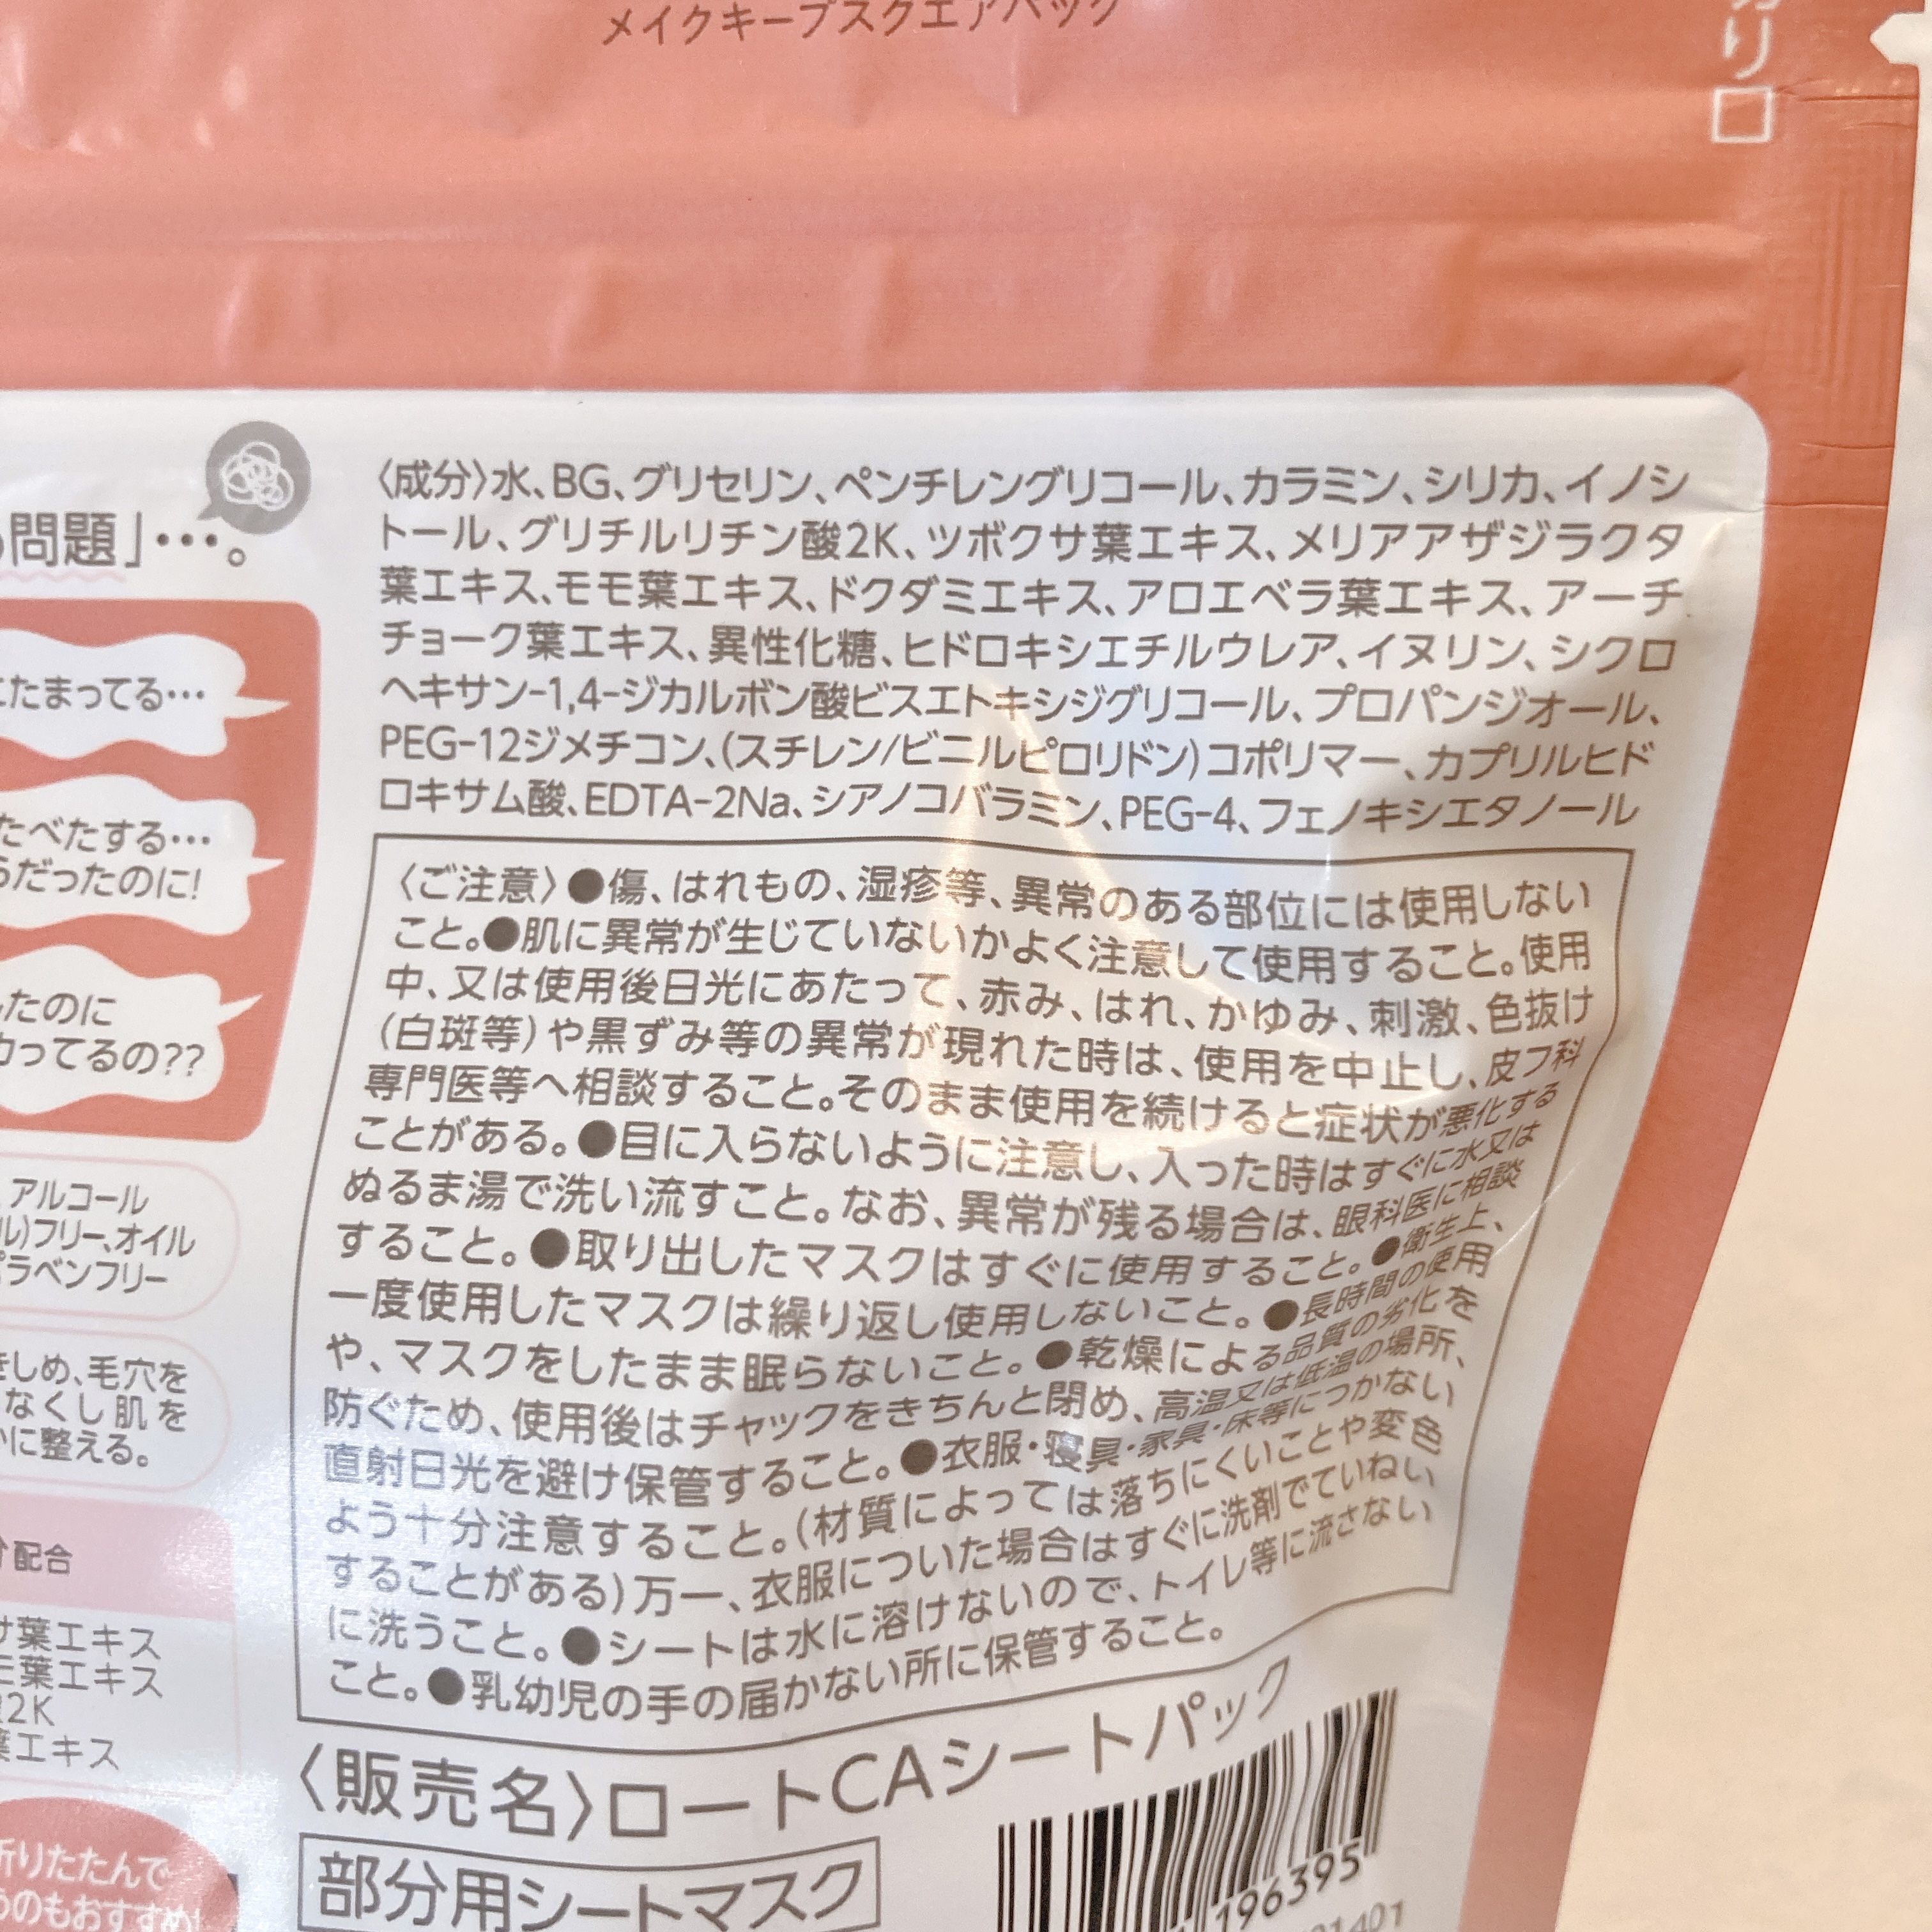 メイクキープスクエアパック
り口
問題」…。
たまってる…
たべたする…
だったのに!
たのに
ってるの??
アルコール
フリー、オイル
ラベンフリー
しめ、毛穴を
なくし肌を
に整える。
配合
葉エキス
葉エキス
2K
葉エキス
折りたたんで
のもおすすめ!
〈成分〉水、BG、グリセリン、ペンチレングリコール、カラミン、シリカ、イノシ
トール、グリチルリチン酸2K、ツボクサ葉エキス、メリアアザジラクタ
葉エキス、モモ葉エキス、ドクダミエキス、アロエベラ葉エキス、アーチ
チョーク葉エキス、異性化糖、ヒドロキシエチルウレア、イヌリン、シクロ
ヘキサン-1,4-ジカルボン酸ビスエトキシジグリコール、プロパンジオール、
PEG-12ジメチコン、(スチレン/ビニルピロリドン)コポリマー、カプリルヒド
ロキサム酸、EDTA-2Na、シアノコバラミン、PEG-4、フェノキシエタノール
〈ご注意〉●傷、はれもの、湿疹等、異常のある部位には使用しない
こと。●肌に異常が生じていないかよく注意して使用すること。使用
中、又は使用後日光にあたって、赤み、はれ、かゆみ、刺激、色抜け
(白斑等)や黒ずみ等の異常が現れた時は、使用を中止し、皮フ科
専門医等へ相談すること。そのまま使用を続けると症状が悪化する
ことがある。●目に入らないように注意し、入った時はすぐに水又は
ぬるま湯で洗い流すこと。なお、異常が残る場合は、眼科医に相談
すること。●取り出したマスクはすぐに使用すること。●衛生上、
一度使用したマスクは繰り返し使用しないこと。●長時間の使用
や、マスクをしたまま眠らないこと。●乾燥による品質の劣化を
防ぐため、使用後はチャックをきちんと閉め、高温又は低温の場所、
直射日光を避け保管すること。●衣服・寝具・家具・床等につかない
よう十分注意すること。(材質によっては落ちにくいことや変色
することがある)万一、衣服についた場合はすぐに洗剤でていねい
に洗うこと。●シートは水に溶けないので、トイレ等に流さない
こと。●乳幼児の手の届かない所に保管すること。
〈販売名〉ロートCAシートパック
部分用シートマスク
196395
01401